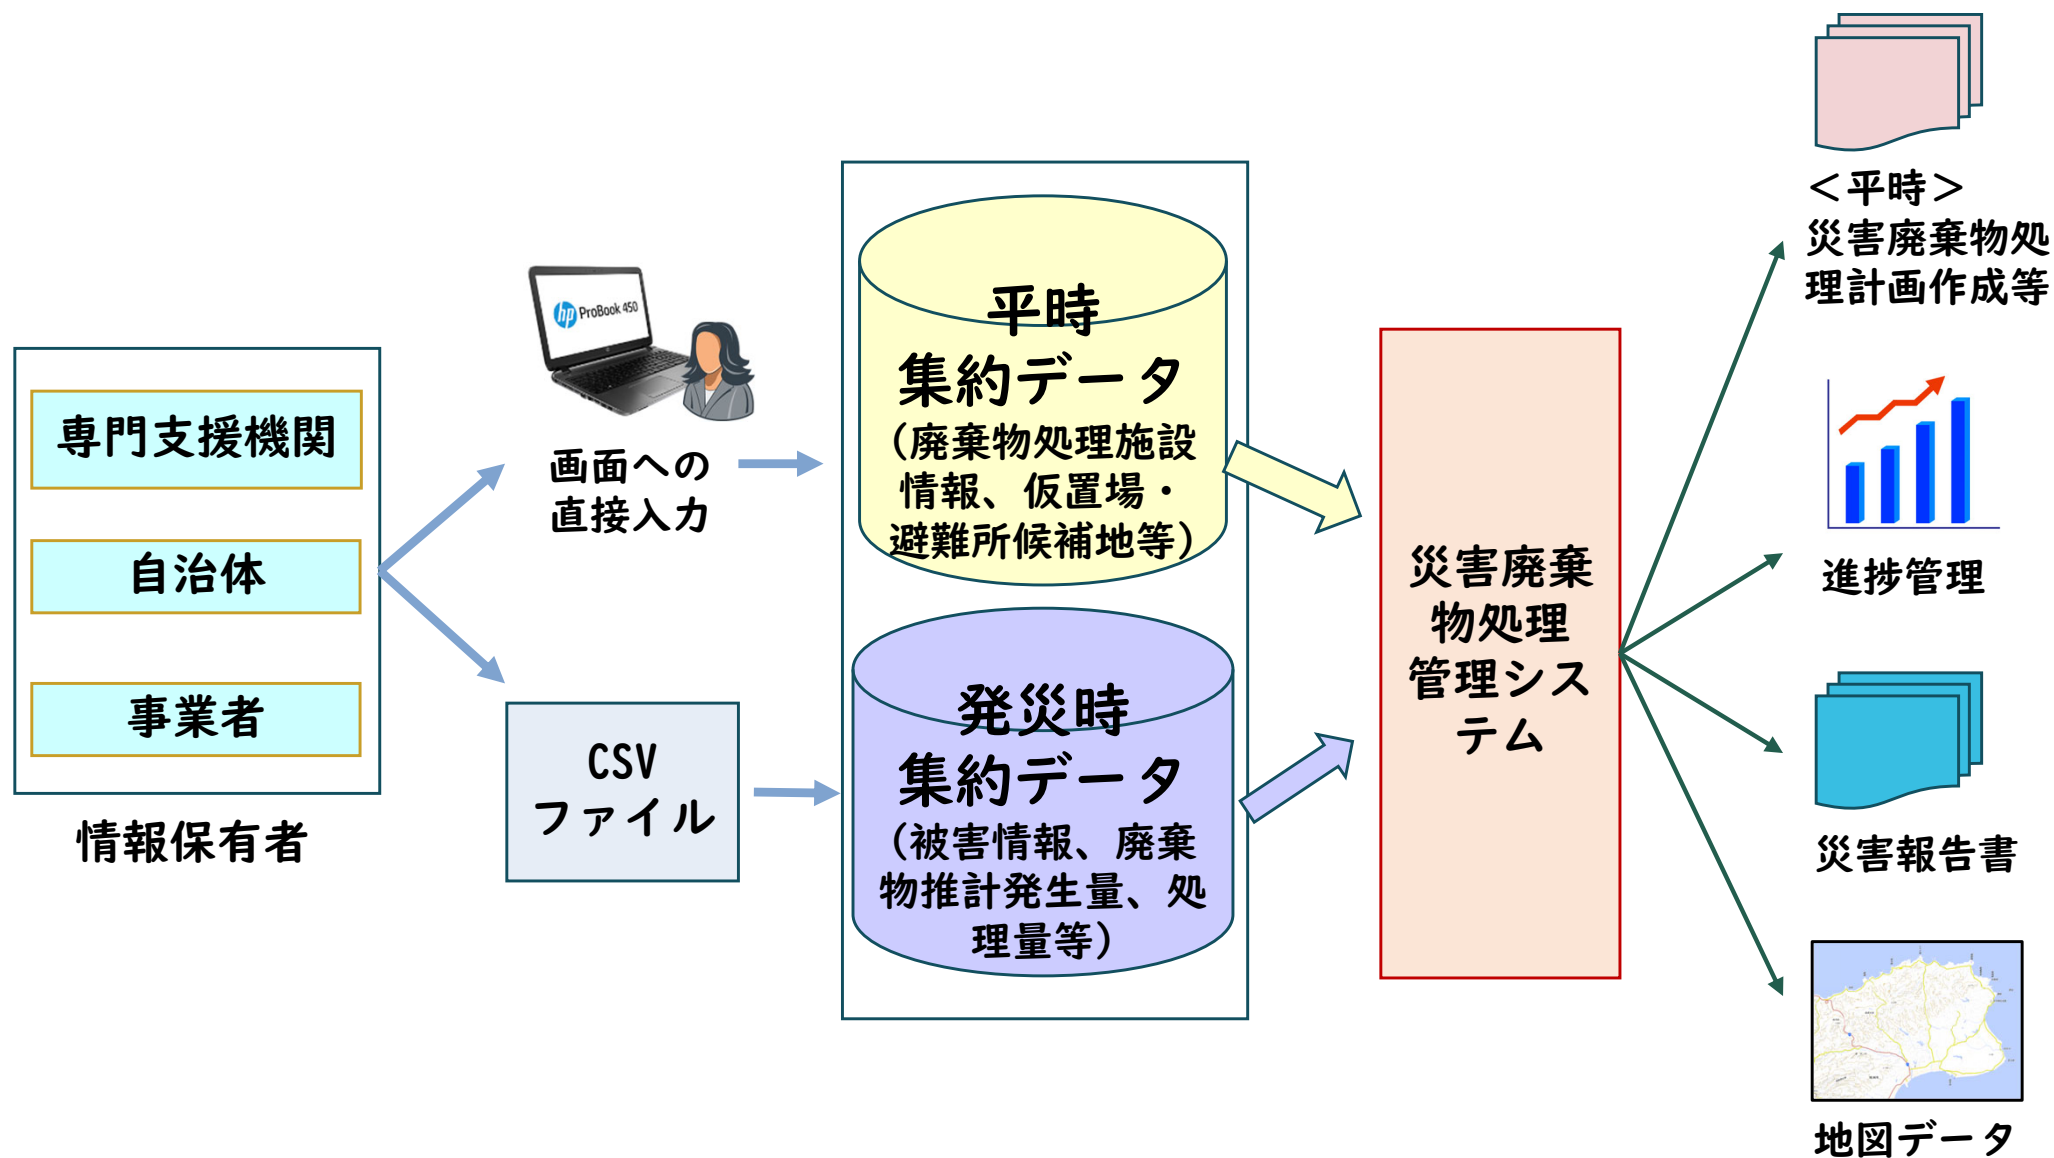 専門支援機関
自治体
事業者
情報保有者
hp ProBook 450
画面への
直接入力
CSV
ファイル
平時
集約データ
（廃棄物処理施設
情報、仮置場・
避難所候補地等）
発災時
集約データ
（被害情報、廃棄
物推計発生量、処
理量等）
災害廃棄
物処理
管理シス
テム
＜平時＞
災害廃棄物処
理計画作成等
進捗管理
災害報告書
地図データ